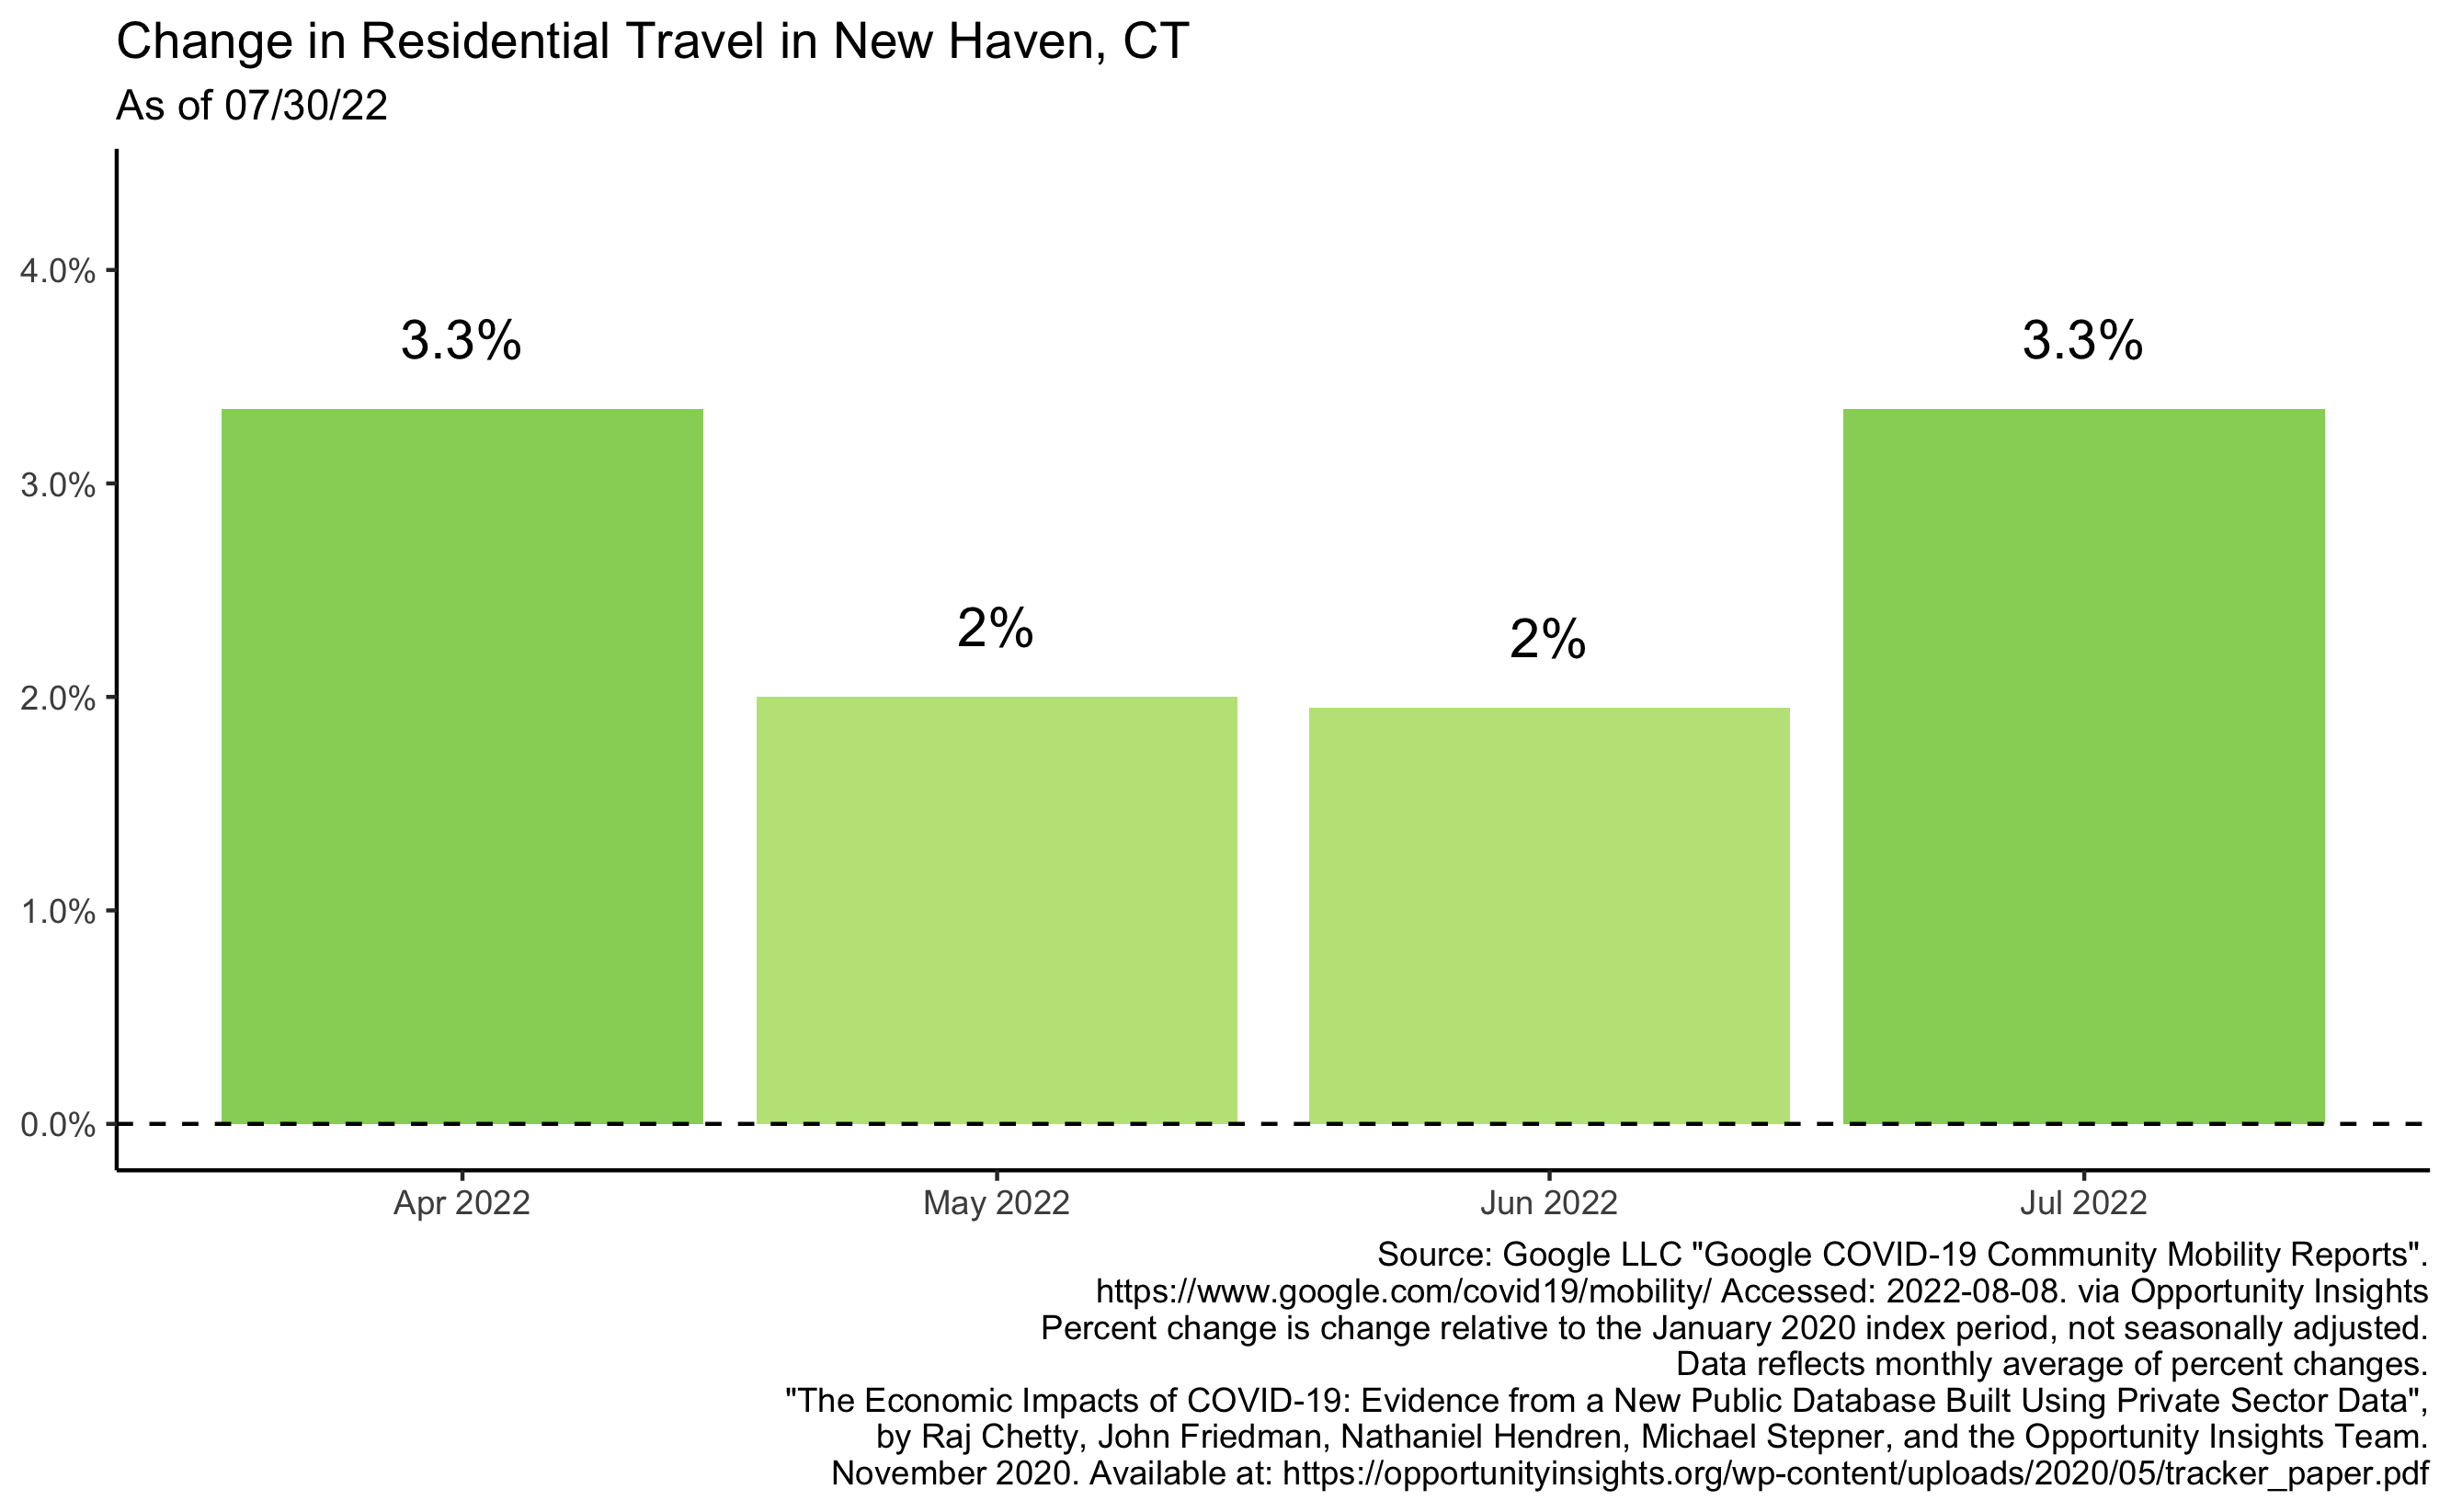 Change in Residential Travel in New Haven, CT
As of 07/30/22
4.0%
3.0%
2.0%
1.0%
0.0%
3.3%
2%
2%
3.3%
Apr 2022
May 2022
Jun 2022
Jul 2022
Source: Google LLC "Google COVID-19 Community Mobility Reports".
https://www.google.com/covid19/mobility/ Accessed: 2022-08-08. via Opportunity Insights
Percent change is change relative to the January 2020 index period, not seasonally adjusted.
Data reflects monthly average of percent changes.
"The Economic Impacts of COVID-19: Evidence from a New Public Database Built Using Private Sector Data",
by Raj Chetty, John Friedman, Nathaniel Hendren, Michael Stepner, and the Opportunity Insights Team.
November 2020. Available at: https://opportunityinsights.org/wp-content/uploads/2020/05/tracker_paper.pdf